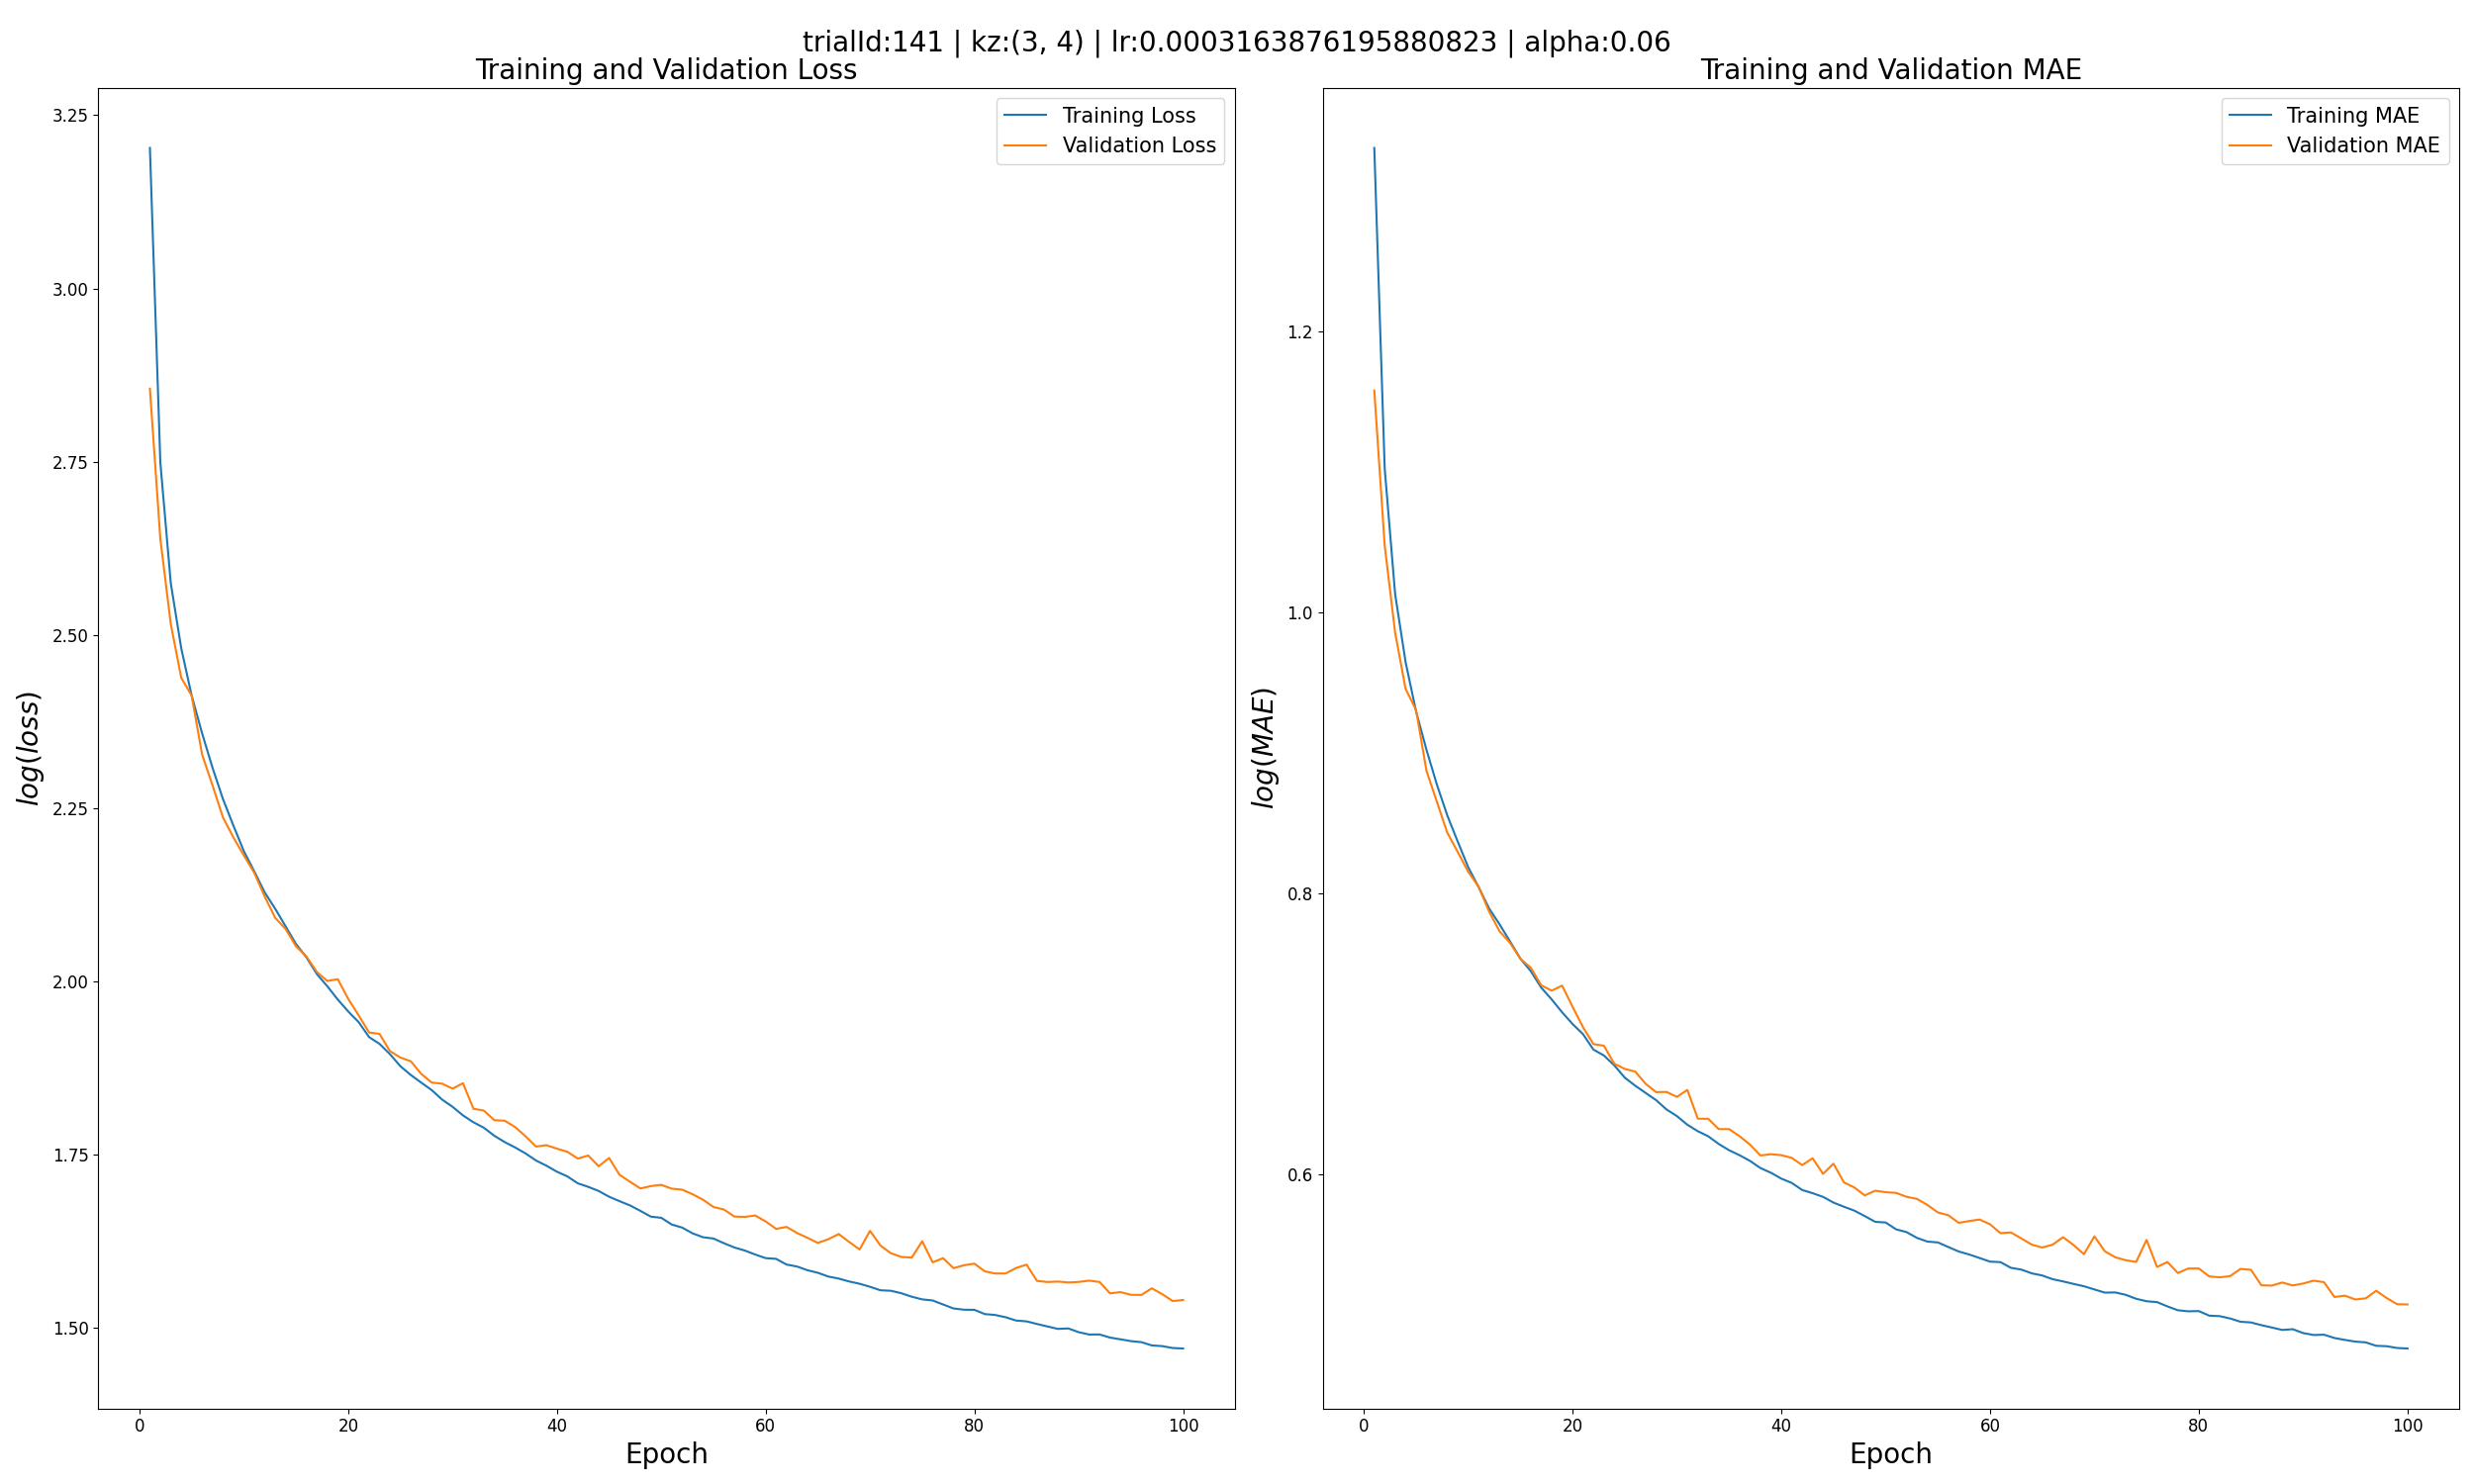 trialId:141 | kz:(3, 4) | lr:0.0003163876195880823 | alpha:0.06
Training and Validation Loss
3.25
3.00
2.75
2.50
2.25
2.00
1.75
1.50
log(loss)
Training Loss
Validation Loss
0 20 40 60 80 100
Epoch
Training and Validation MAE
1.2
1.0
0.8
0.6
log(MAE)
Training MAE
Validation MAE
0 20 40 60 80 100
Epoch